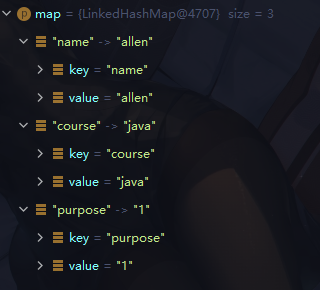 p map = {LinkedHashMap@4707} size = 3
"name" -> "allen"
key = "name"
value = "allen"
"course" -> "java"
key = "course"
value = "java"
"purpose" -> "1"
key = "purpose"
value = "1"